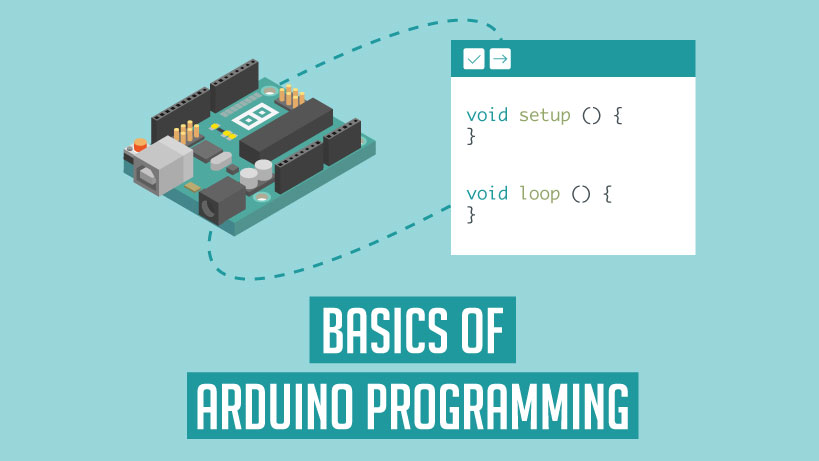 void setup () {
}
void loop () {
}
BASICS OF
ARDUINO PROGRAMMING